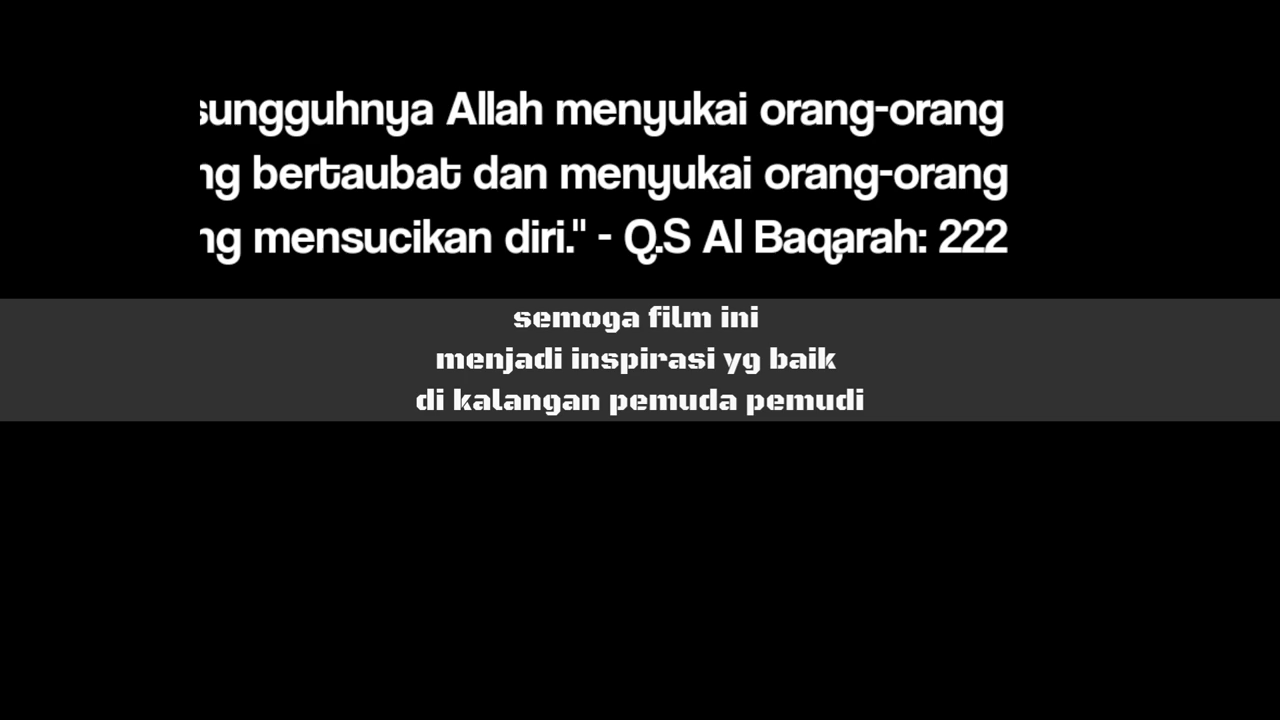 sungguhnya Allah menyukai orang-orang
ng bertaubat dan menyukai orang-orang
ng mensucikan diri." - Q.S Al Baqarah: 222
semoga film ini
menjadi inspirasi yg baik
di kalangan pemuda pemudi